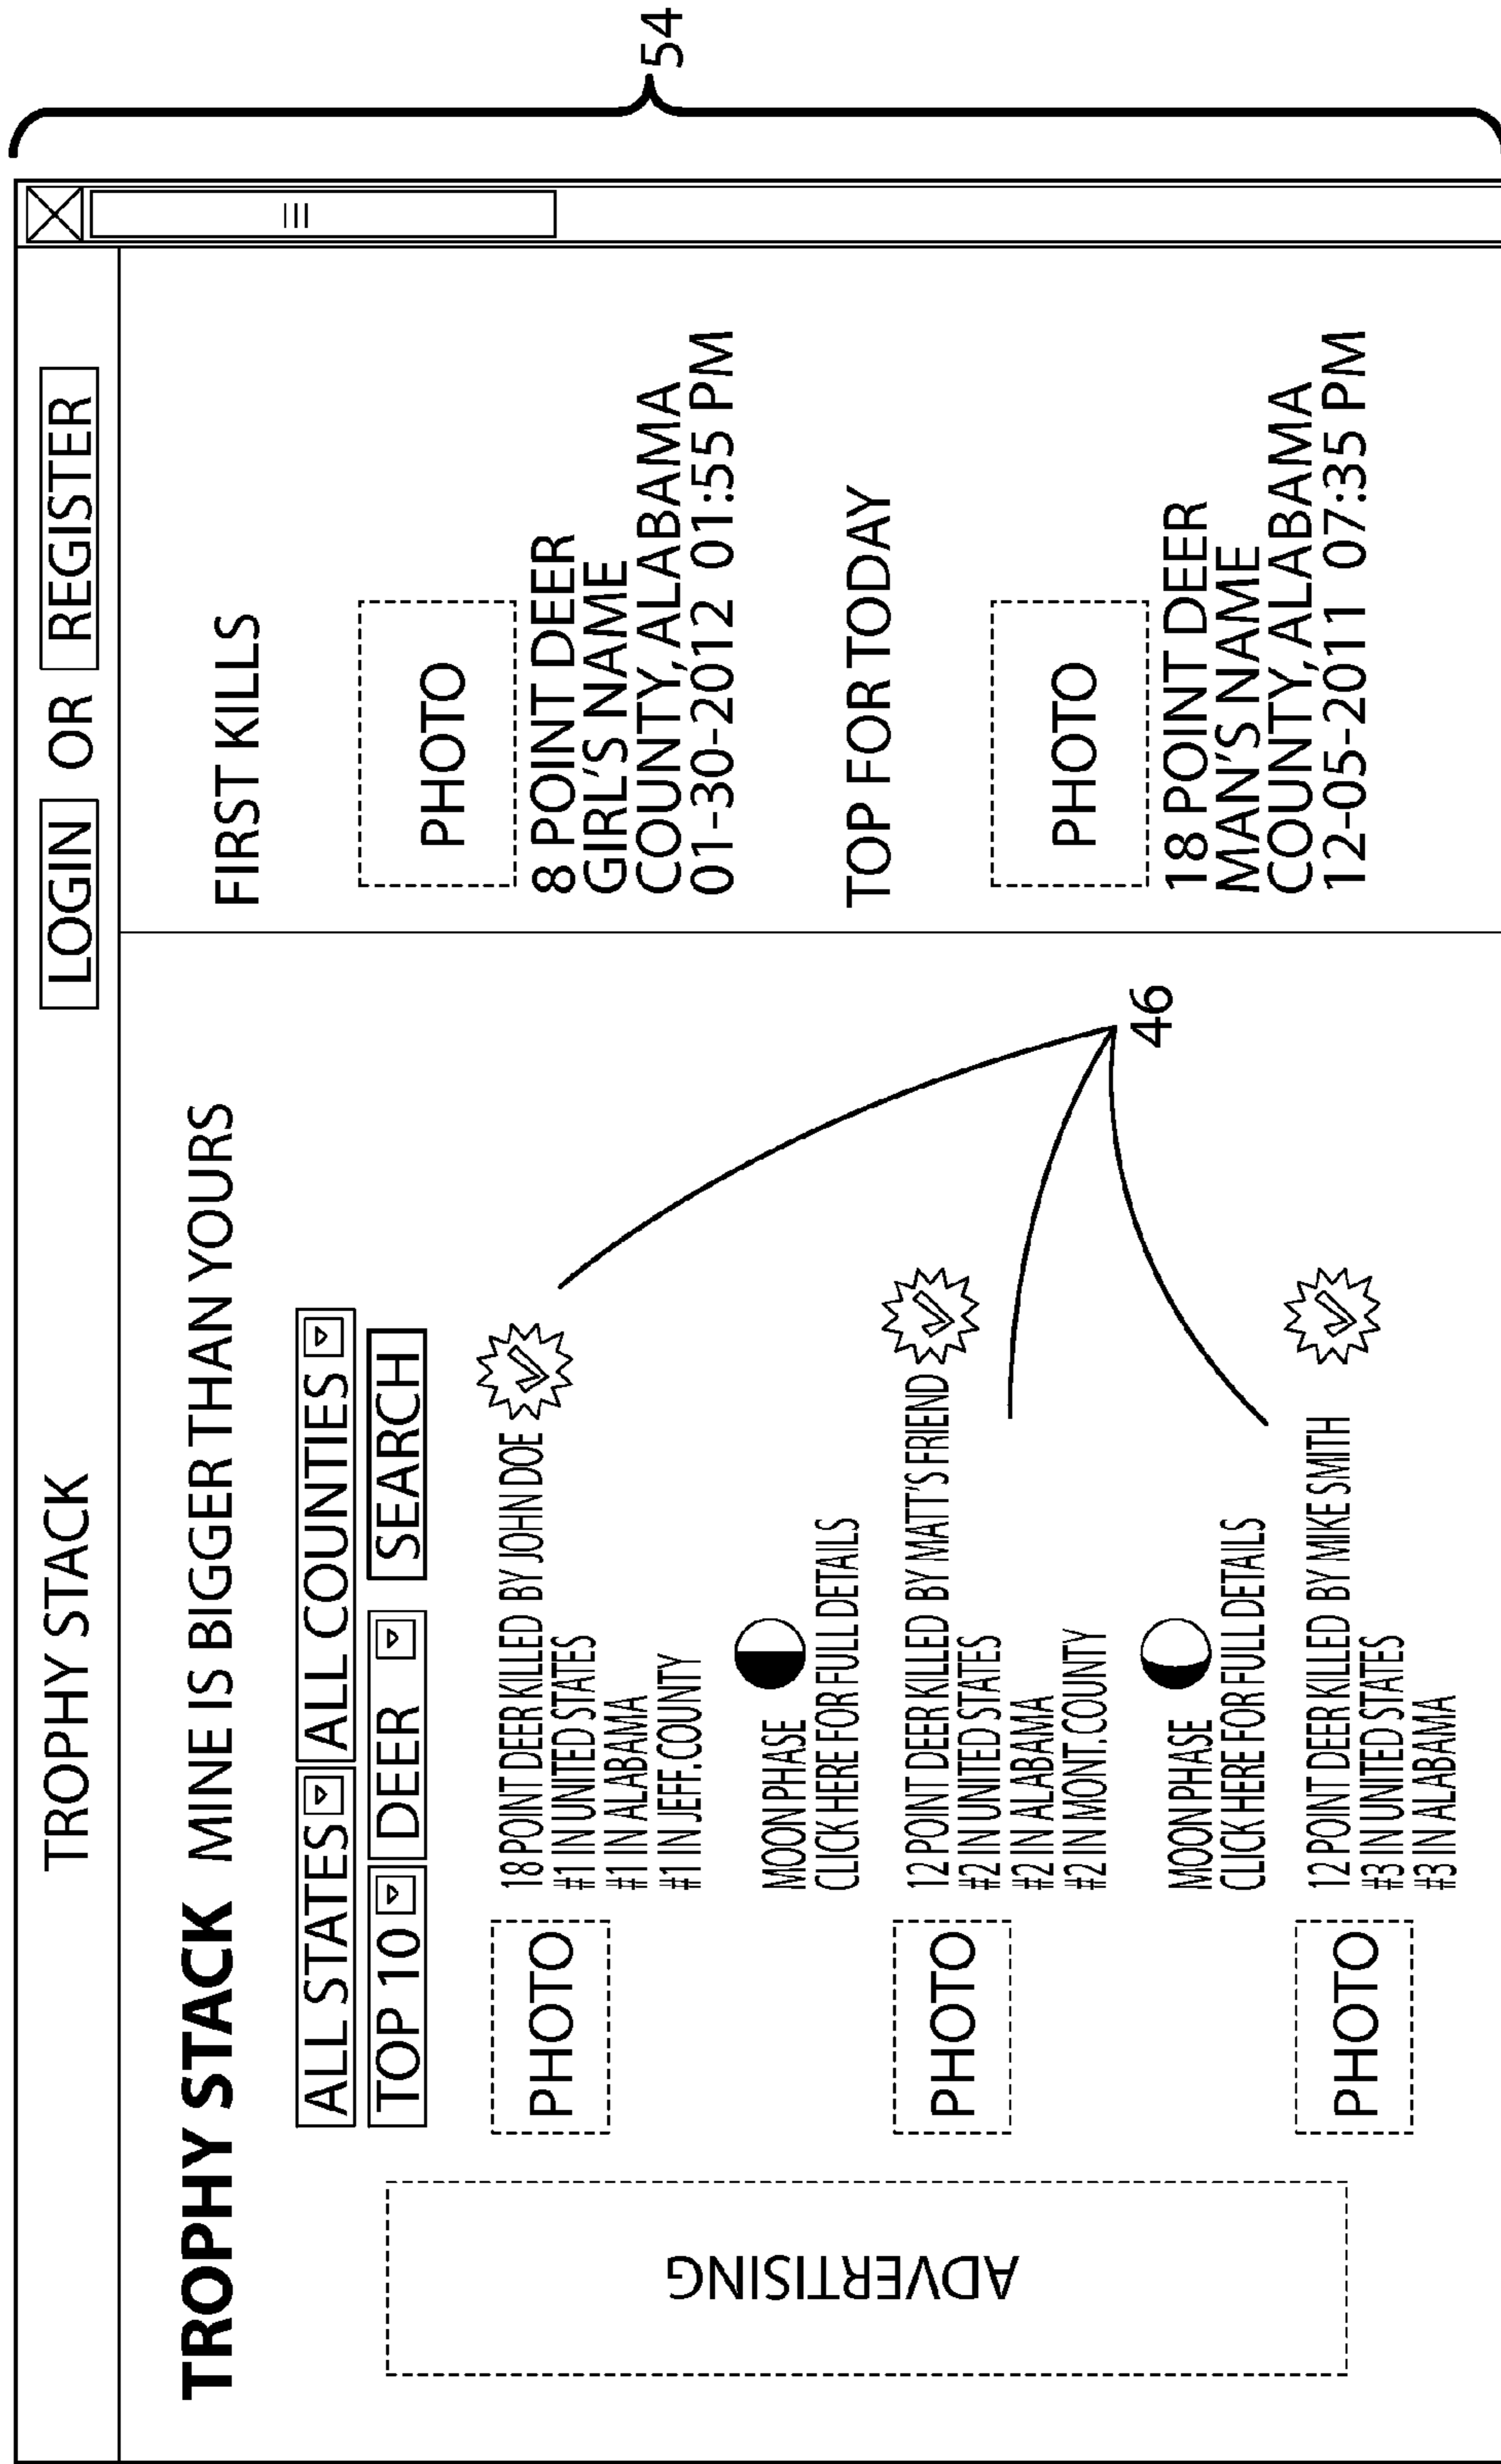 TROPHY STACK
LOGIN OR REGISTER
TROPHY STACK MINE IS BIGGER THAN YOURS
ALL STATES ALL COUNTIES
TOP 10 DEER SEARCH
ADVERTISING
PHOTO
18 POINT DEER KILLED BY JOHN DOE
#1 IN UNITED STATES
#1 IN ALABAMA
#1 IN JEFF. COUNTY
MOON PHASE
CLICK HERE FOR FULL DETAILS
PHOTO
12 POINT DEER KILLED BY MATT'S FRIEND
#2 IN UNITED STATES
#2 IN ALABAMA
#2 IN MONT. COUNTY
MOON PHASE
CLICK HERE FOR FULL DETAILS
PHOTO
12 POINT DEER KILLED BY MIKE SMITH
#3 IN UNITED STATES
#3 IN ALABAMA
46
FIRST KILLS
PHOTO
8 POINT DEER
GIRL'S NAME
COUNTY, ALABAMA
01-30-2012 01:55 PM
TOP FOR TODAY
PHOTO
18 POINT DEER
MAN'S NAME
COUNTY, ALABAMA
12-05-2011 07:35 PM
54